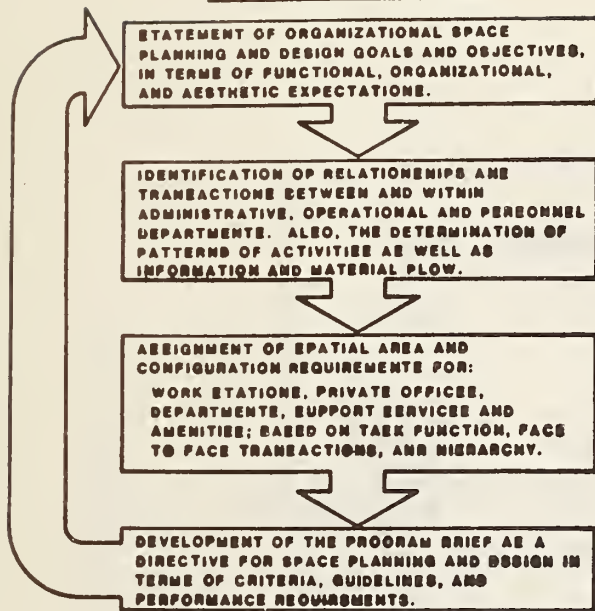 STATEMENT OF ORGANIZATIONAL SPACE
PLANNING AND DESIGN GOALS AND OBJECTIVES,
IN TERMS OF FUNCTIONAL, ORGANIZATIONAL,
AND AESTHETIC EXPECTATIONS.
IDENTIFICATION OF RELATIONSHIPS AND
TRANSACTIONS BETWEEN AND WITHIN
ADMINISTRATIVE, OPERATIONAL AND PERSONNEL
DEPARTMENTS. ALSO, THE DETERMINATION OF
PATTERNS OF ACTIVITIES AS WELL AS
INFORMATION AND MATERIAL FLOW.
ASSIGNMENT OF SPATIAL AREA AND
CONFIGURATION REQUIREMENTS FOR:
WORK STATIONS, PRIVATE OFFICES,
DEPARTMENTS, SUPPORT SERVICES AND
AMENITIES; BASED ON TASK FUNCTION, FACE
TO FACE TRANSACTIONS, AND HIERARCHY.
DEVELOPMENT OF THE PROGRAM BRIEF AS A
DIRECTIVE FOR SPACE PLANNING AND DESIGN IN
TERMS OF CRITERIA, GUIDELINES, AND
PERFORMANCE REQUIREMENTS.